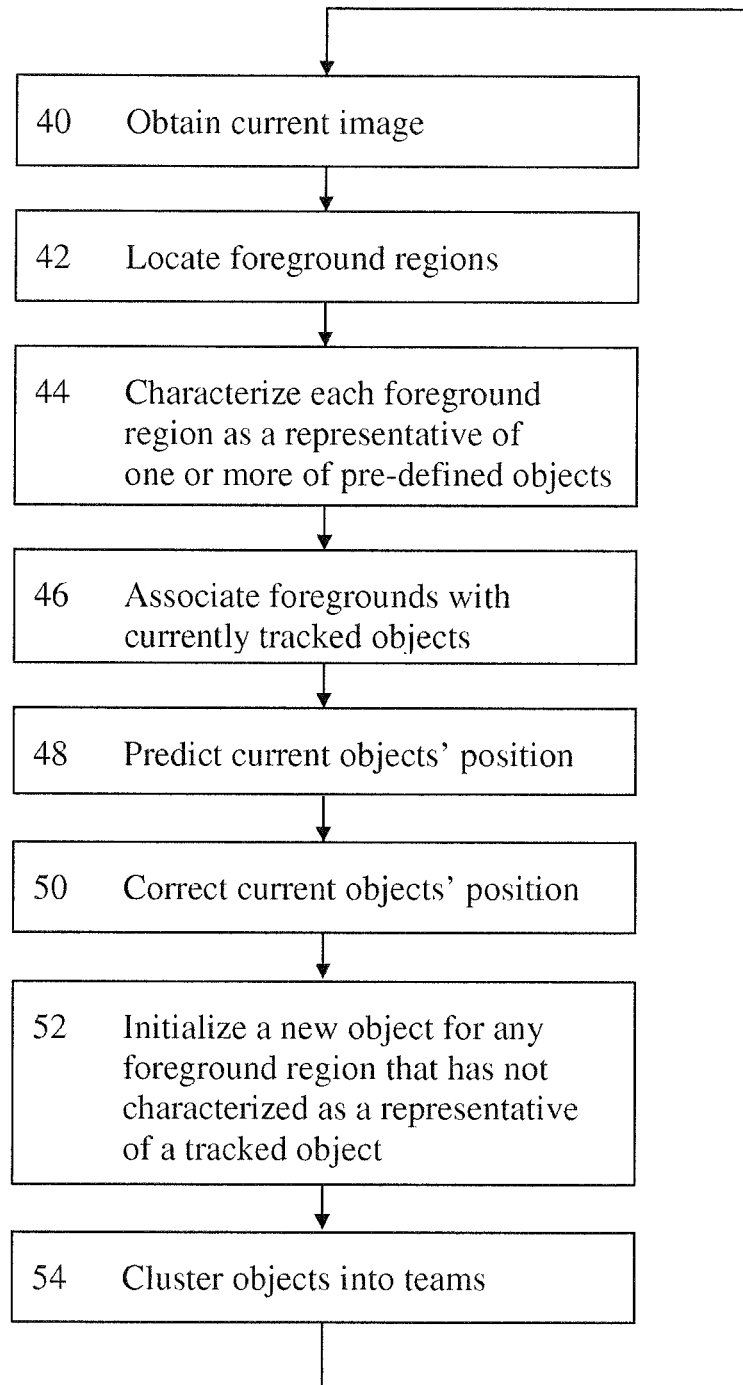 40 Obtain current image
42 Locate foreground regions
44 Characterize each foreground
region as a representative of
one or more of pre-defined objects
46 Associate foregrounds with
currently tracked objects
48 Predict current objects’ position
50 Correct current objects’ position
52 Initialize a new object for any
foreground region that has not
characterized as a representative
of a tracked object
54 Cluster objects into teams